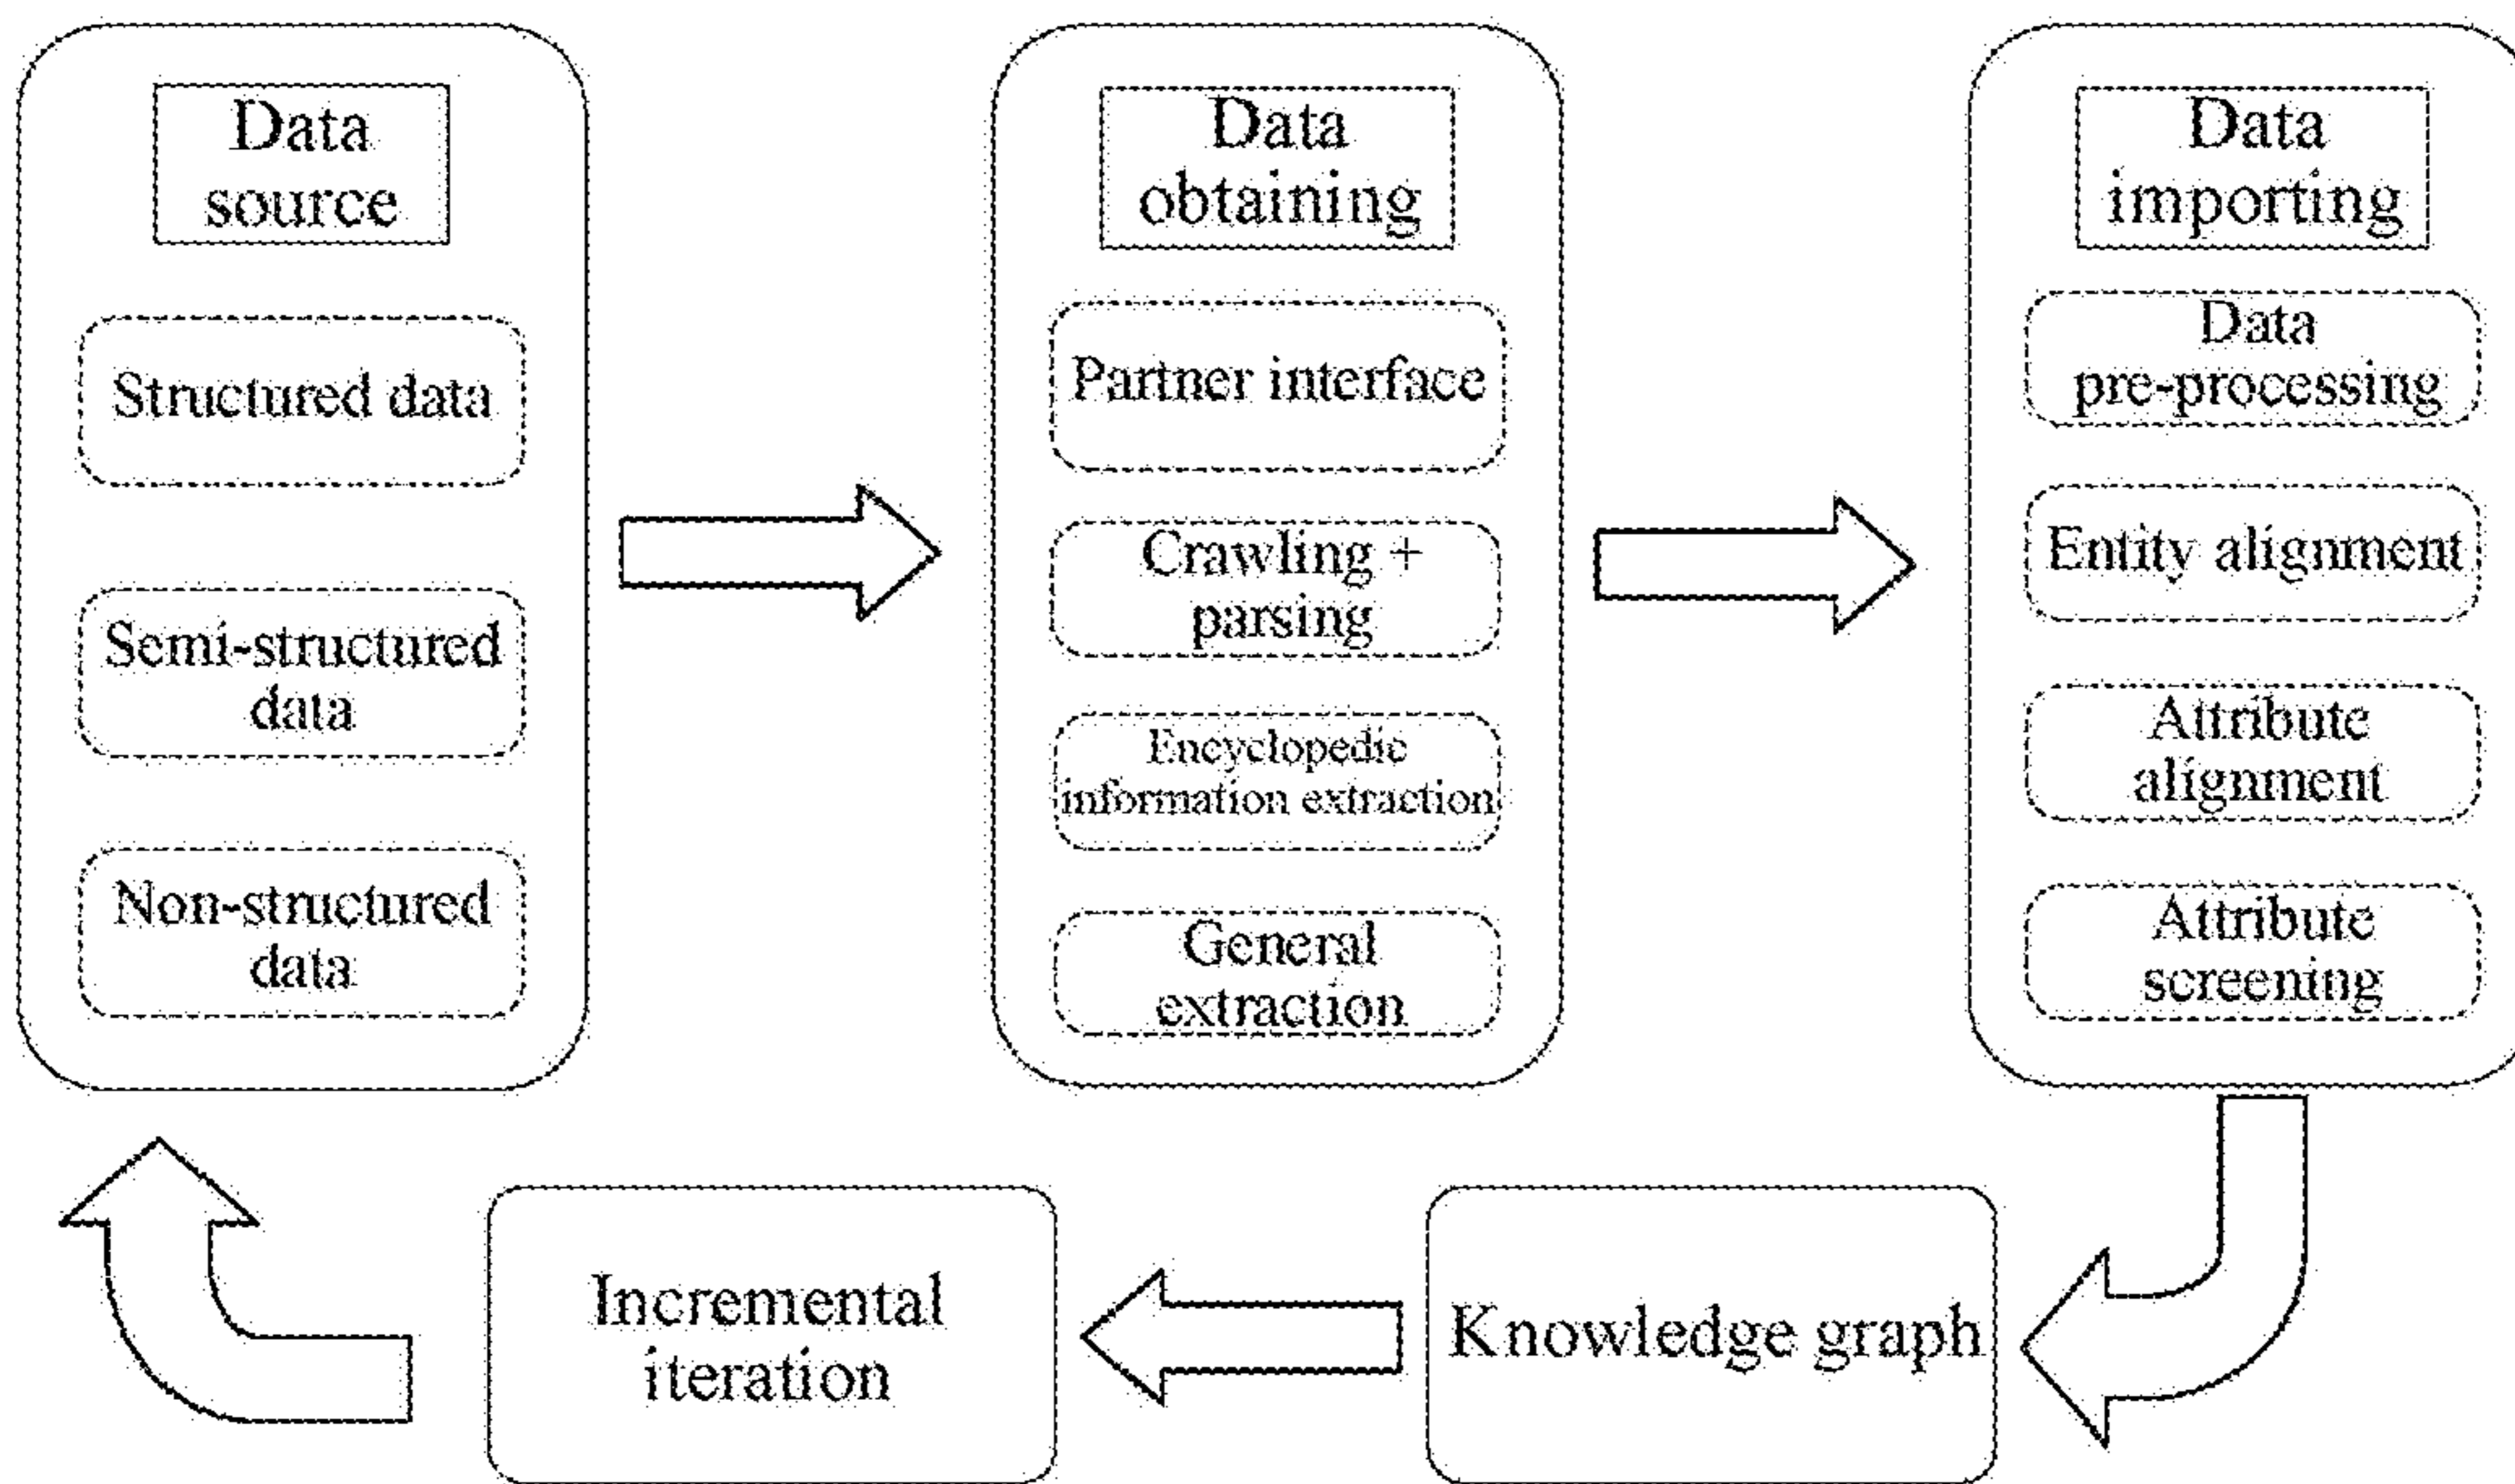 Data
source
Structured data
Semi-structured
data
Non-structured
data
Data
obtaining
Partner interface
Crawling +
parsing
Encyclopedic
information extraction
General
extraction
Data
importing
Data
pre-processing
Entity alignment
Attribute
alignment
Attribute
screening
Knowledge graph
Incremental
iteration